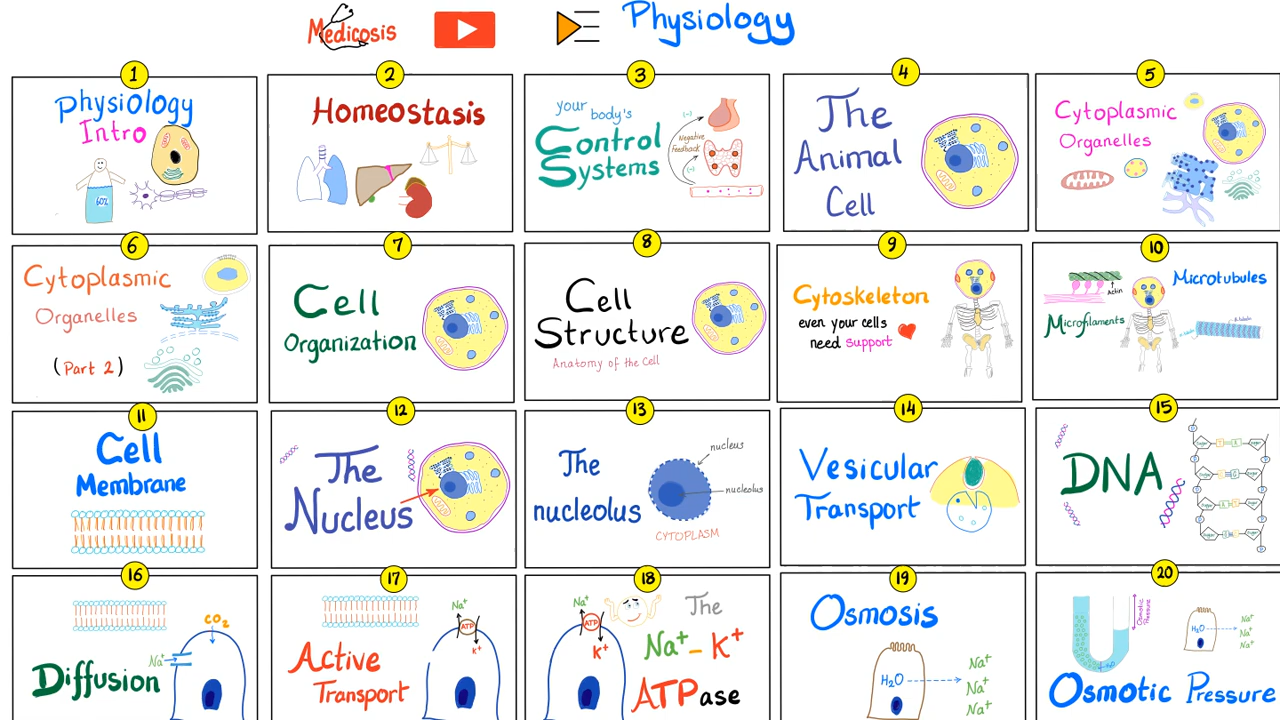 Medicosis
Physiology
1
Physiology
Intro
60%
2
Homeostasis
3
your body's
Control
Systems
Negative
Feedback
(-)
(-)
4
The
Animal
Cell
5
Cytoplasmic
Organelles
6
Cytoplasmic
Organelles
(Part 2)
7
Cell
Organization
8
Cell
Structure
Anatomy of the Cell
9
Cytoskeleton
even your cells
need support
10
Microtubules
Actin
Microfilaments
11
Cell
Membrane
12
The
Nucleus
13
The
nucleolus
nucleus
nucleolus
CYTOPLASM
14
Vesicular
Transport
15
DNA
16
CO2
Na+
Diffusion
17
Na+
ATP
K+
Active
Transport
18
Na+
ATP
K+
The
Na+-K+
ATPase
19
Osmosis
H2O
Na+
Na+
Na+
20
Osmotic
Pressure
H2O
Na+
Na+
Na+
Osmotic Pressure